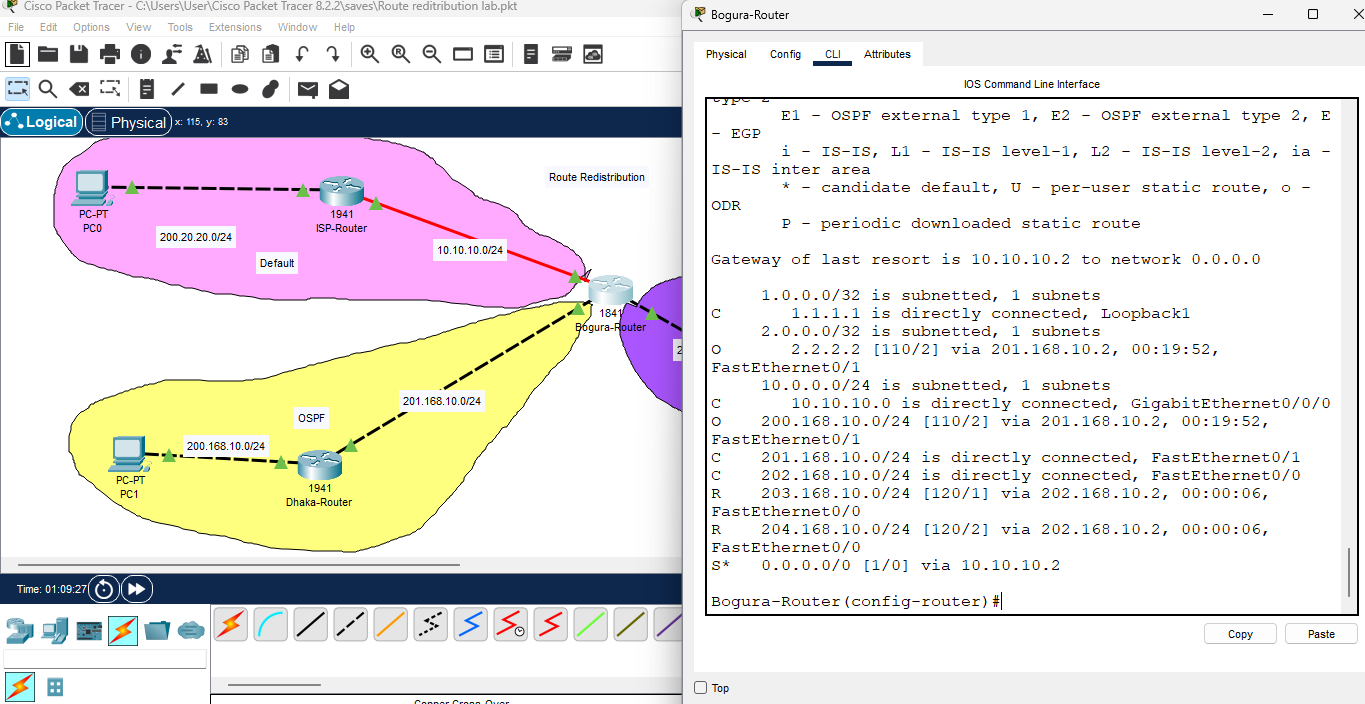 Cisco Packet Tracer - C:\Users\User\Cisco Packet Tracer 8.2.2\saves\Route reditribution lab.pkt
File Edit Options View Tools Extensions Window Help
Logical Physical x: 115, y: 83
Route Redistribution
PC-PT
PC0
1941
ISP-Router
200.20.20.0/24
10.10.10.0/24
Default
1841
Bogura-Router
2
201.168.10.0/24
OSPF
200.168.10.0/24
PC-PT
PC1
1941
Dhaka-Router
Time: 01:09:27
Copper Cross-Over
Bogura-Router
Physical Config CLI Attributes
IOS Command Line Interface
type 2
E1 - OSPF external type 1, E2 - OSPF external type 2, E
- EGP
i - IS-IS, L1 - IS-IS level-1, L2 - IS-IS level-2, ia -
IS-IS inter area
* - candidate default, U - per-user static route, o -
ODR
P - periodic downloaded static route
Gateway of last resort is 10.10.10.2 to network 0.0.0.0
1.0.0.0/32 is subnetted, 1 subnets
C 1.1.1.1 is directly connected, Loopback1
2.0.0.0/32 is subnetted, 1 subnets
O 2.2.2.2 [110/2] via 201.168.10.2, 00:19:52,
FastEthernet0/1
10.0.0.0/24 is subnetted, 1 subnets
C 10.10.10.0 is directly connected, GigabitEthernet0/0/0
O 200.168.10.0/24 [110/2] via 201.168.10.2, 00:19:52,
FastEthernet0/1
C 201.168.10.0/24 is directly connected, FastEthernet0/1
C 202.168.10.0/24 is directly connected, FastEthernet0/0
R 203.168.10.0/24 [120/1] via 202.168.10.2, 00:00:06,
FastEthernet0/0
R 204.168.10.0/24 [120/2] via 202.168.10.2, 00:00:06,
FastEthernet0/0
S* 0.0.0.0/0 [1/0] via 10.10.10.2
Bogura-Router(config-router)#
Copy Paste
Top